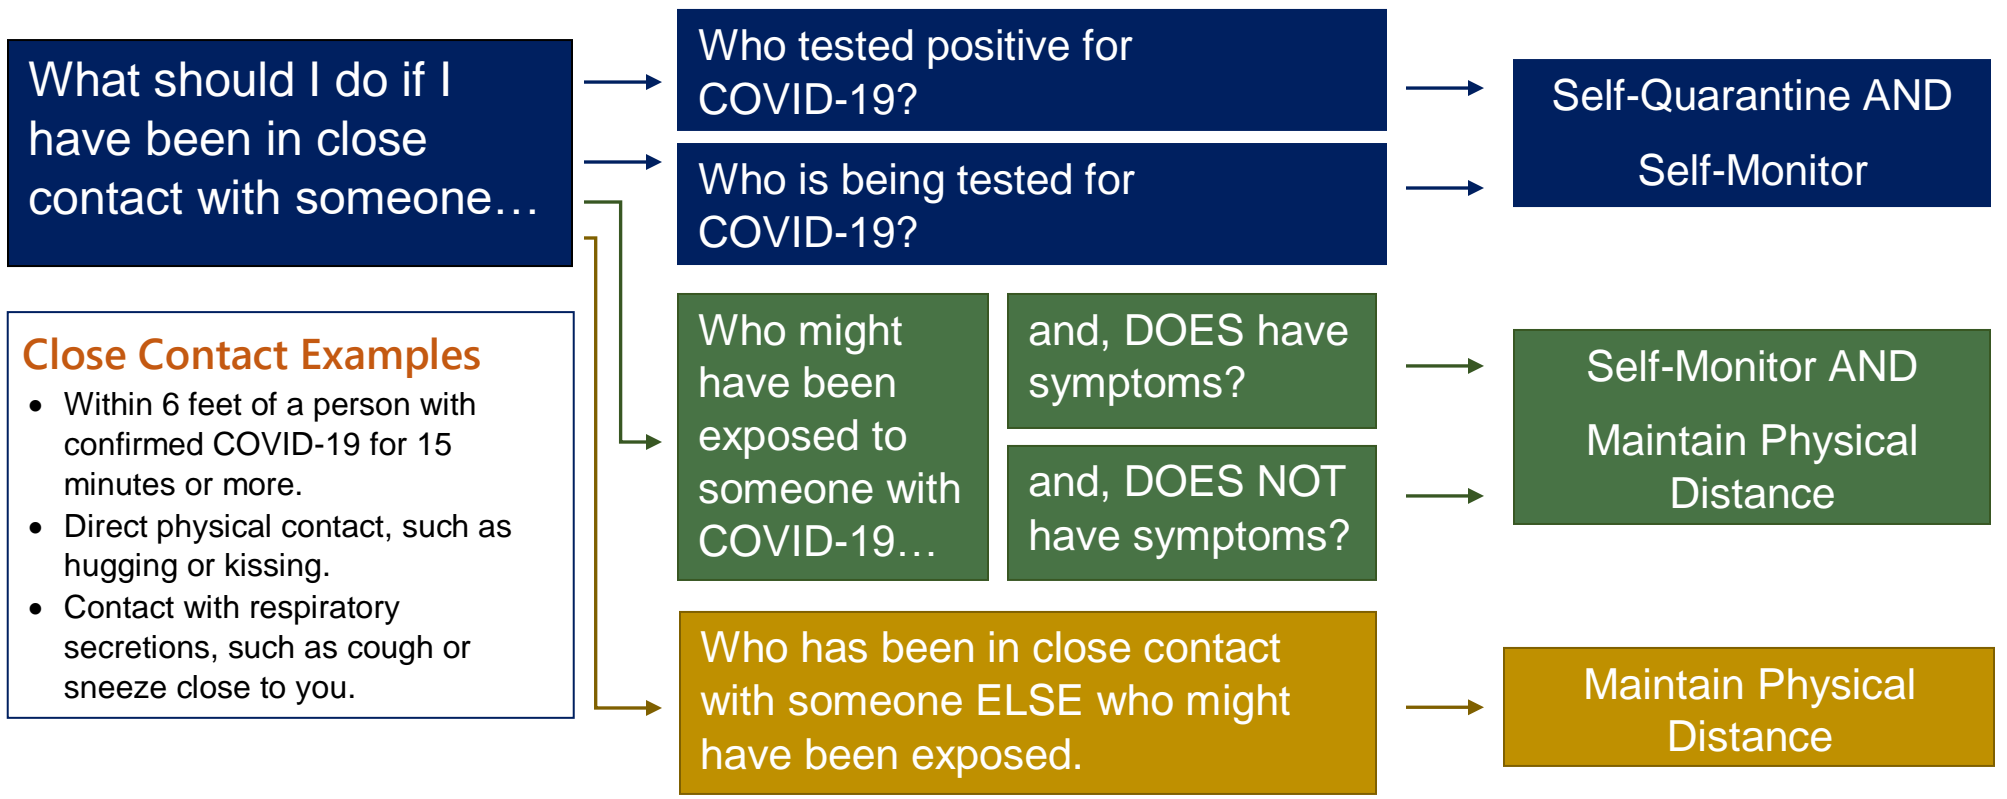 What should I do if I
have been in close
contact with someone…
Who tested positive for
COVID-19?
Who is being tested for
COVID-19?
Self-Quarantine AND
Self-Monitor
Close Contact Examples
• Within 6 feet of a person with
confirmed COVID-19 for 15
minutes or more.
• Direct physical contact, such as
hugging or kissing.
• Contact with respiratory
secretions, such as cough or
sneeze close to you.
Who might
have been
exposed to
someone with
COVID-19…
and, DOES have
symptoms?
and, DOES NOT
have symptoms?
Self-Monitor AND
Maintain Physical
Distance
Who has been in close contact
with someone ELSE who might
have been exposed.
Maintain Physical
Distance